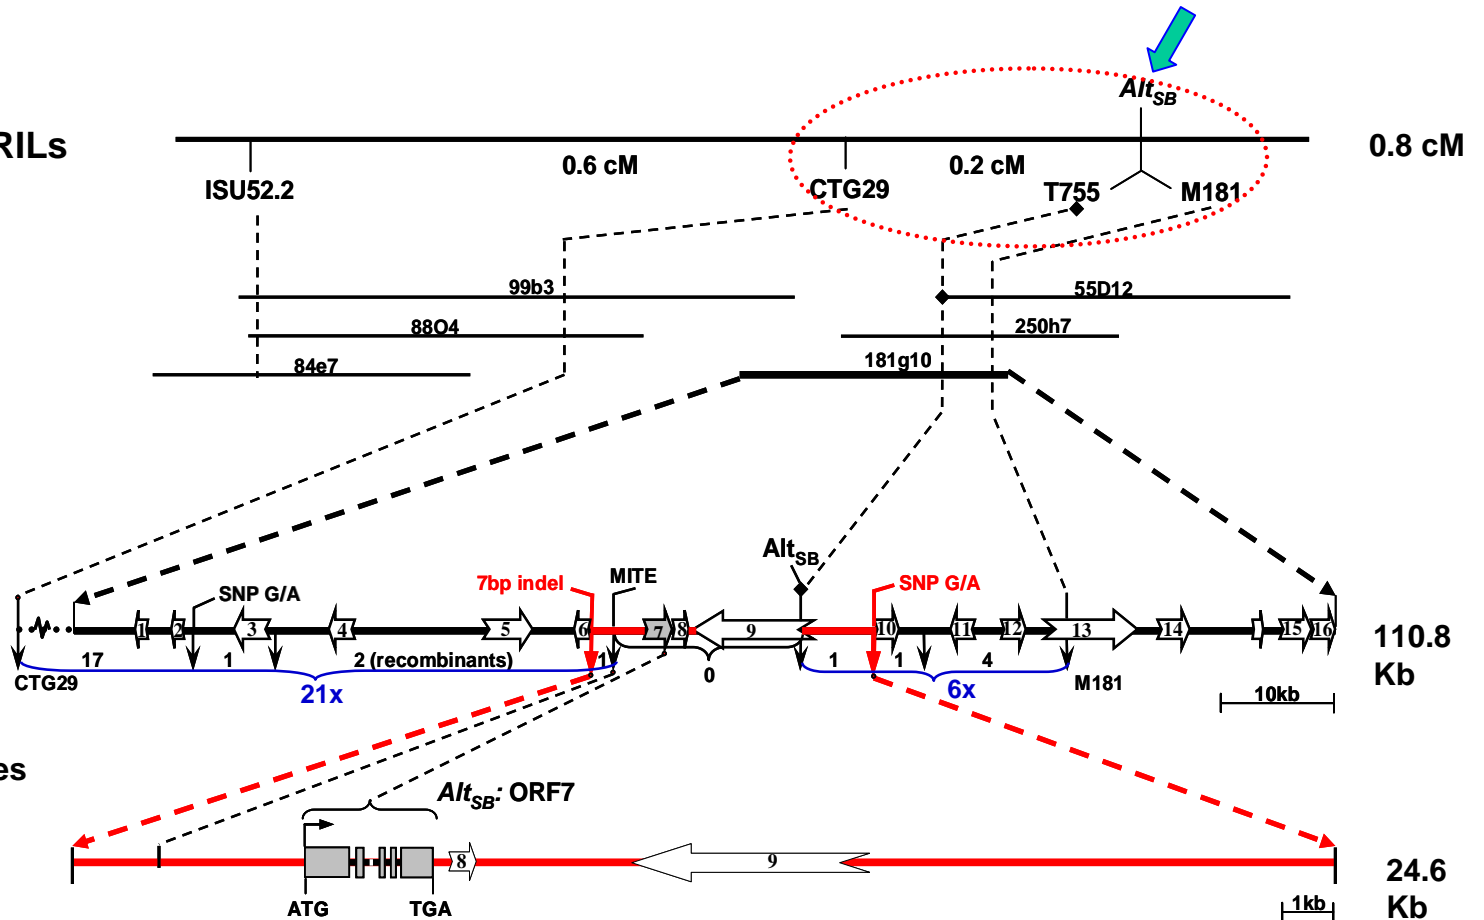 Alt_SB
RILs
0.6 cM
0.2 cM
0.8 cM
ISU52.2
CTG29
T755
M181
99b3
55D12
88O4
250h7
84e7
181g10
Alt_SB
7bp indel
MITE
SNP G/A
SNP G/A
1
2
3
4
5
6
7
8
9
10
11
12
13
14
15
16
110.8
Kb
17
1
2 (recombinants)
1
0
1
1
4
CTG29
21x
6x
M181
10kb
es
Alt_SB: ORF7
8
9
24.6
Kb
ATG
TGA
1kb